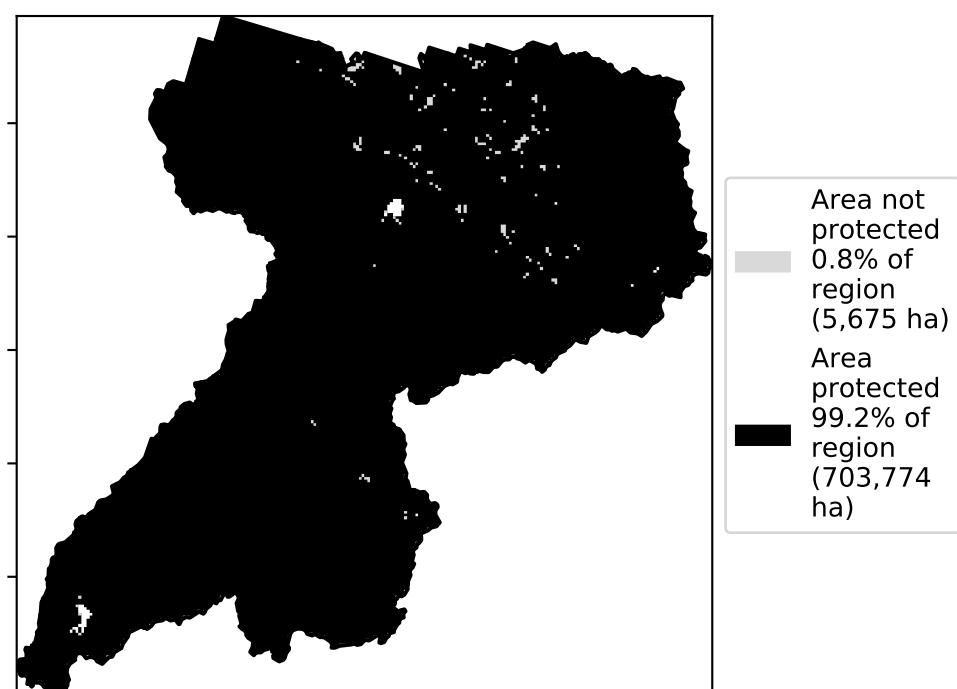 Area not
protected
0.8% of
region
(5,675 ha)
Area
protected
99.2% of
region
(703,774
ha)